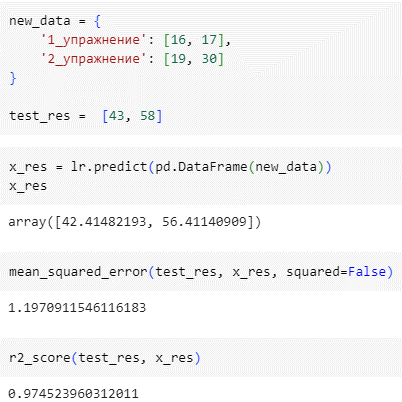 new_data = {
    '1_упражнение': [16, 17],
    '2_упражнение': [19, 30]
}
test_res =  [43, 58]
x_res = lr.predict(pd.DataFrame(new_data))
x_res
array([42.41482193, 56.41140909])
mean_squared_error(test_res, x_res, squared=False)
1.1970911546116183
r2_score(test_res, x_res)
0.974523960312011